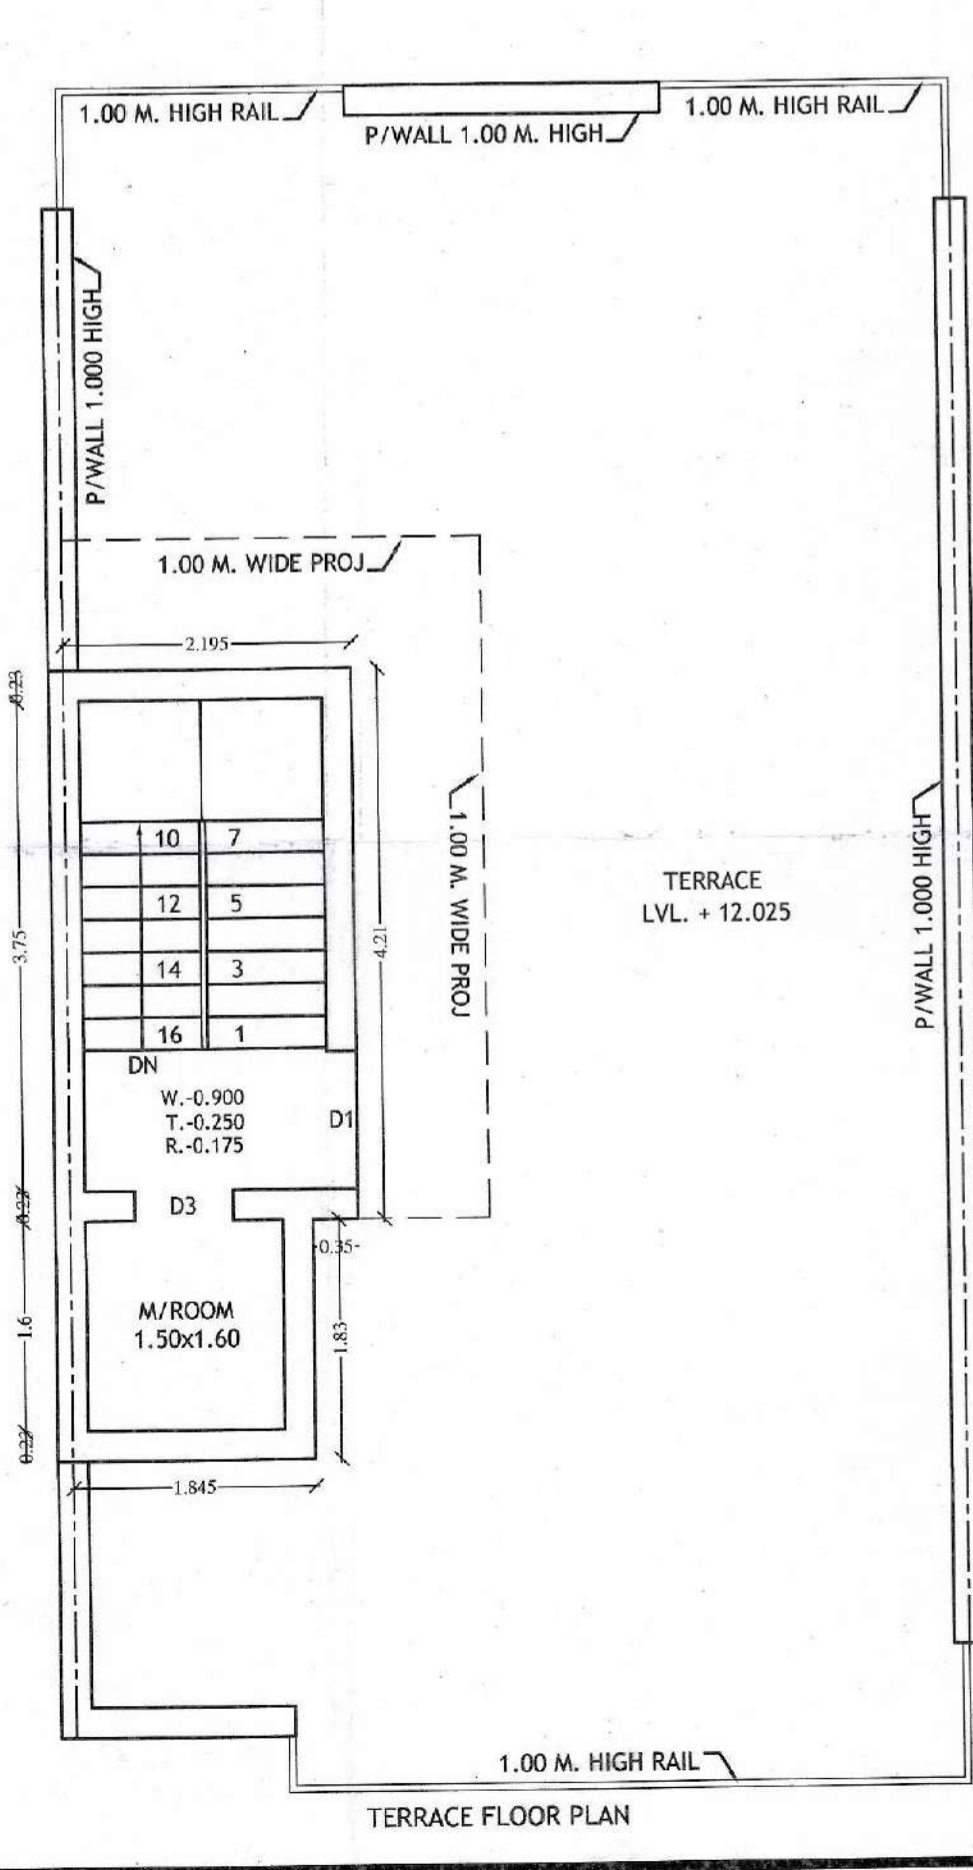 1.00 M. HIGH RAIL
P/WALL 1.00 M. HIGH
1.00 M. HIGH RAIL
P/WALL 1.000 HIGH
1.00 M. WIDE PROJ
2.195
0.23
10 7
12 5
14 3
16 1
DN
W.-0.900
T.-0.250
R.-0.175
D1
3.75
4.21
1.00 M. WIDE PROJ
TERRACE
LVL. + 12.025
P/WALL 1.000 HIGH
D3
0.35
M/ROOM
1.50x1.60
1.6
1.83
1.845
1.00 M. HIGH RAIL
TERRACE FLOOR PLAN